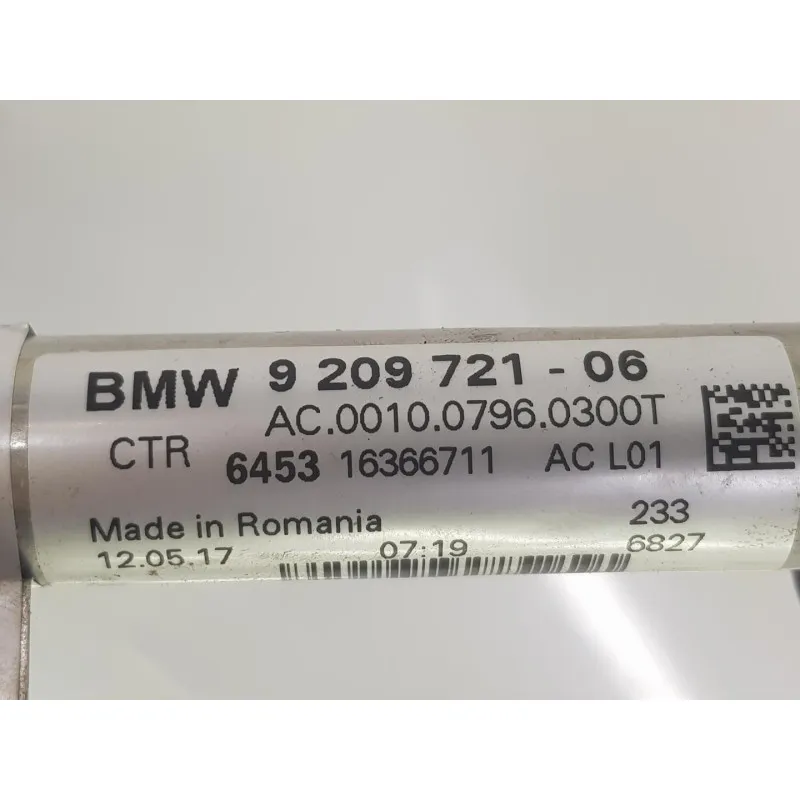 BMW 9 209 721 - 06
AC.0010.0796.0300T
CTR 6453 16366711 AC L01
Made in Romania 233
12.05.17 07:19 6827